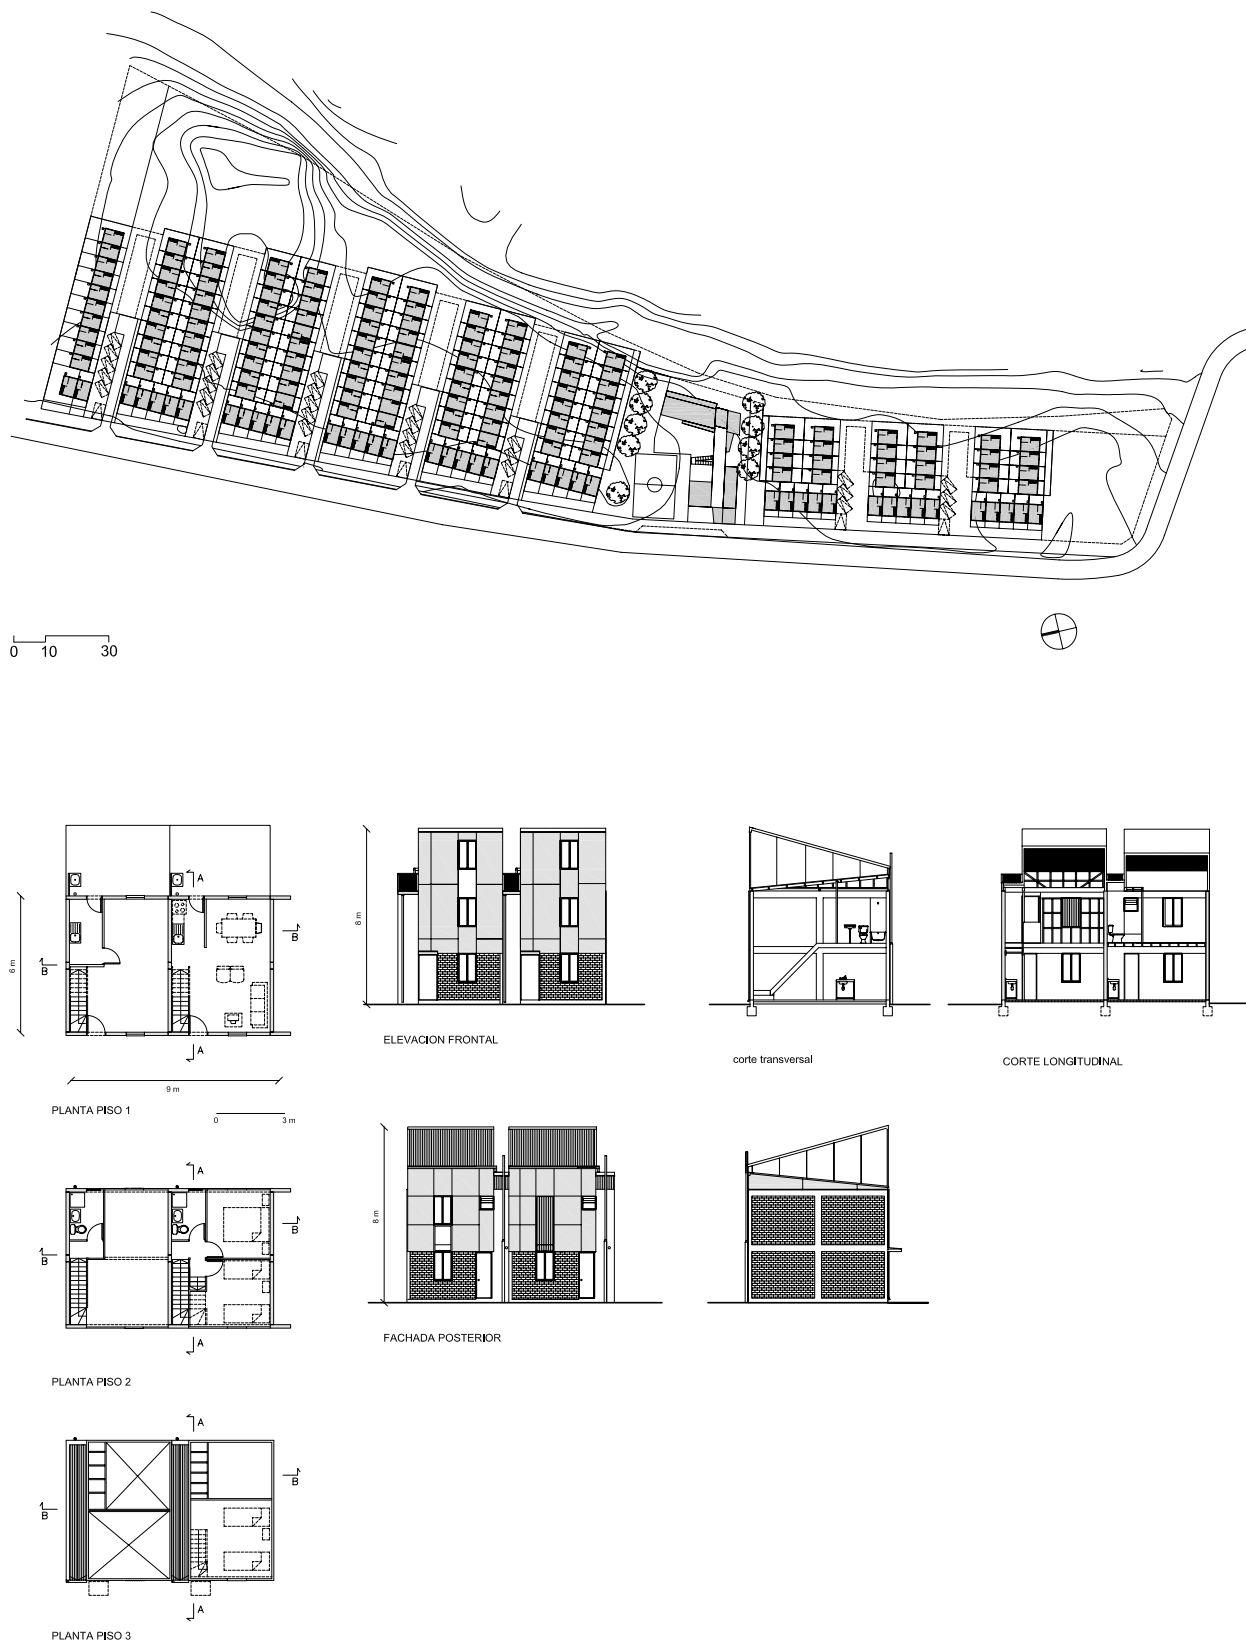 0 10 30
A
B
6 m
B
A
9 m
PLANTA PISO 1
0 3 m
8 m
ELEVACION FRONTAL
corte transversal
CORTE LONGITUDINAL
A
B
B
A
PLANTA PISO 2
8 m
FACHADA POSTERIOR
A
B
B
A
PLANTA PISO 3